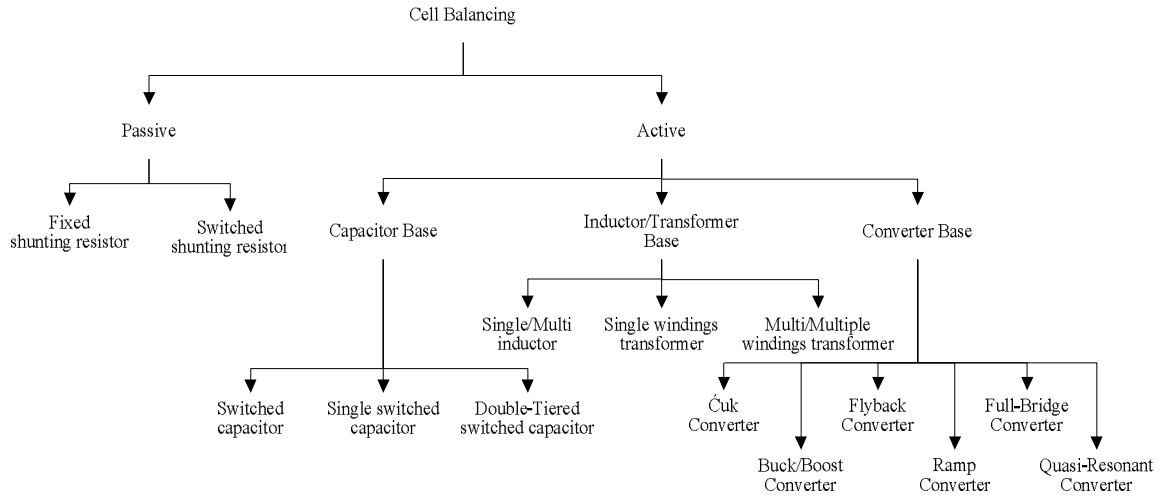 Cell Balancing
Passive
Active
Fixed
shunting resistor
Switched
shunting resistor
Capacitor Base
Inductor/Transformer
Base
Converter Base
Single/Multi
inductor
Single windings
transformer
Multi/Multiple
windings transformer
Switched
capacitor
Single switched
capacitor
Double-Tiered
switched capacitor
Ćuk
Converter
Flyback
Converter
Full-Bridge
Converter
Buck/Boost
Converter
Ramp
Converter
Quasi-Resonant
Converter